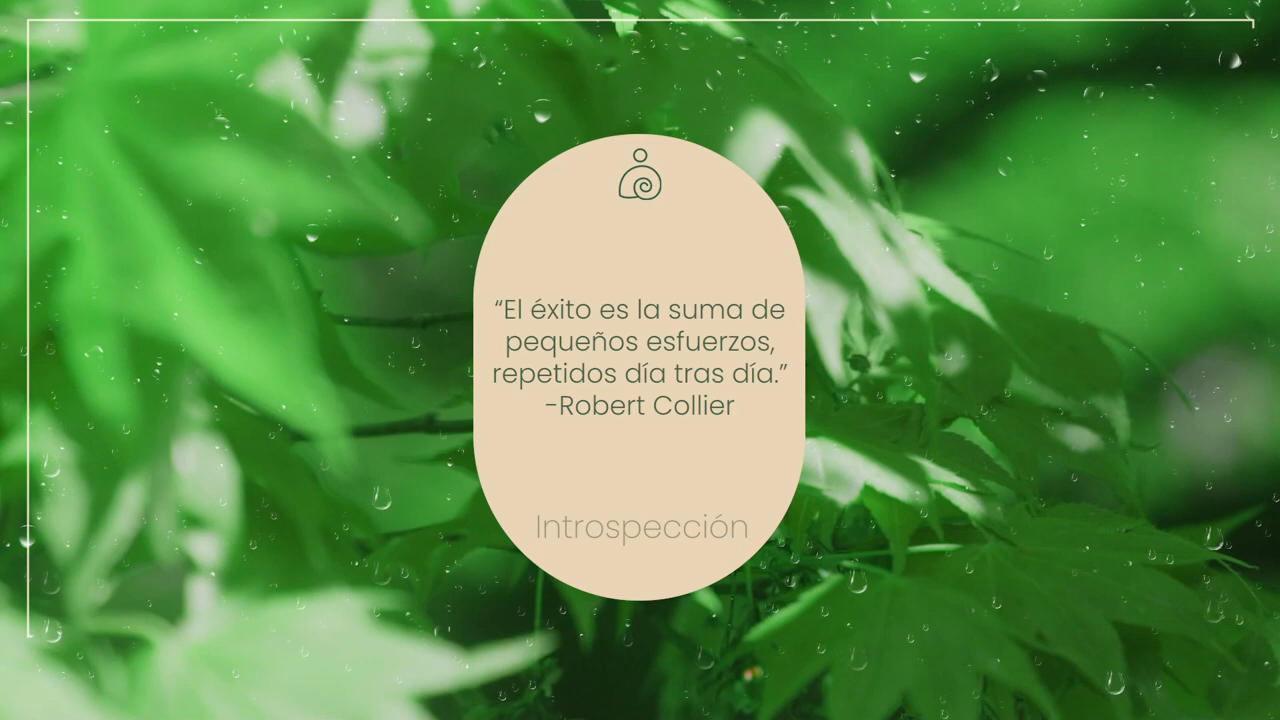 “El éxito es la suma de
pequeños esfuerzos,
repetidos día tras día.”
-Robert Collier
Introspección